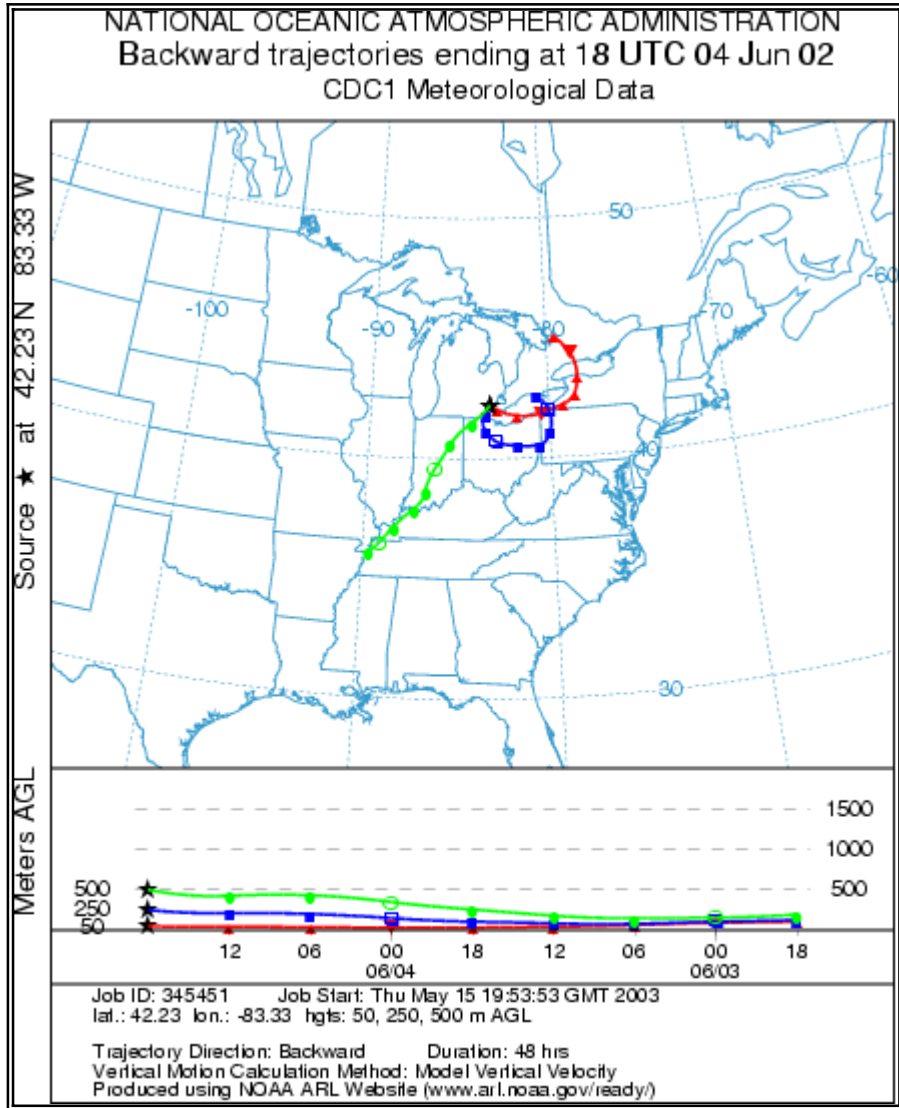 NATIONAL OCEANIC ATMOSPHERIC ADMINISTRATION
Backward trajectories ending at 18 UTC 04 Jun 02
CDC1 Meteorological Data
Source ★ at 42.23 N 83.33 W
50
-60
-100
-90
-80
-70
40
30
Meters AGL
1500
1000
500
500
250
50
12 06 00 18 12 06 00 18
06/04 06/03
Job ID: 345451 Job Start: Thu May 15 19:53:53 GMT 2003
lat.: 42.23 lon.: -83.33 hgts: 50, 250, 500 m AGL
Trajectory Direction: Backward Duration: 48 hrs
Vertical Motion Calculation Method: Model Vertical Velocity
Produced using NOAA ARL Website (www.arl.noaa.gov/ready/)